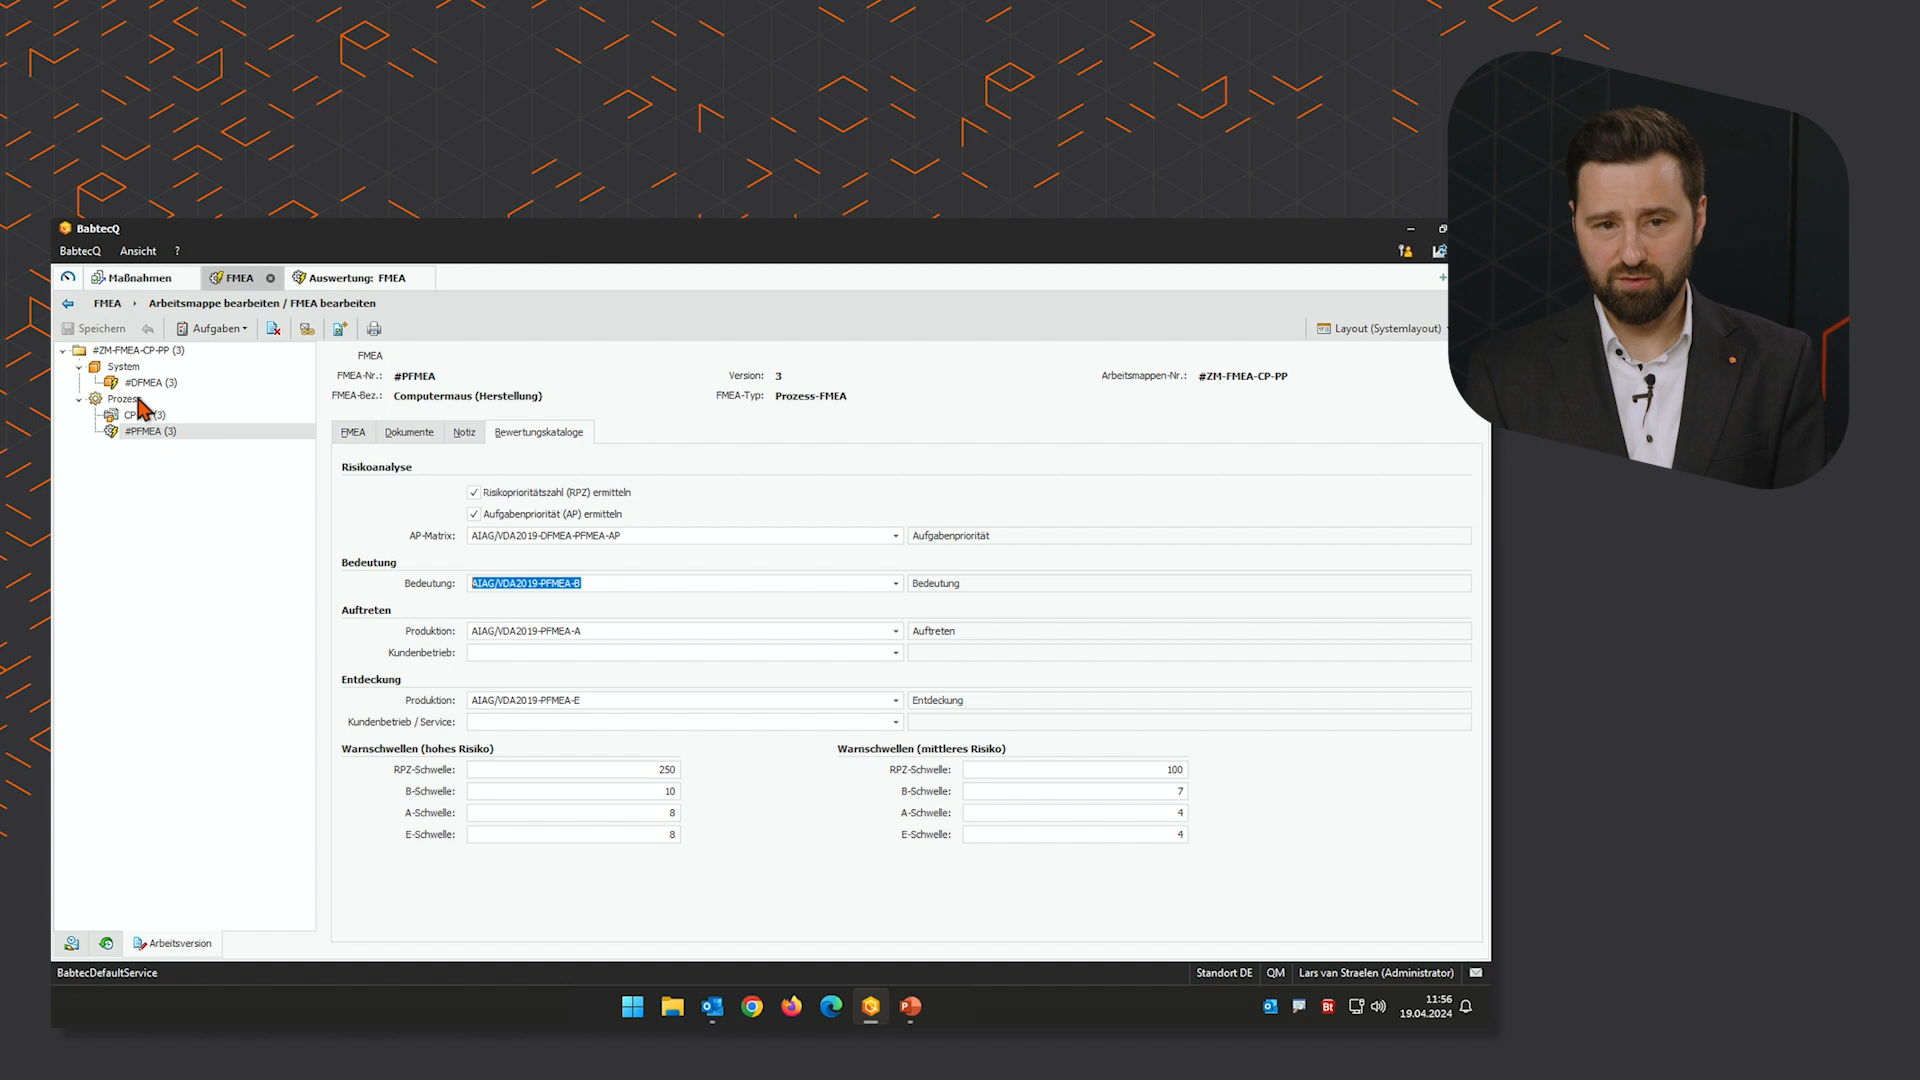 BabtecQ
BabtecQ Ansicht ?
Maßnahmen FMEA Auswertung: FMEA
FMEA Arbeitsmappe bearbeiten / FMEA bearbeiten
Speichern Aufgaben Layout (Systemlayout)
#ZM-FMEA-CP-PP (3)
System
#DFMEA (3)
Prozess
CP (3)
#PFMEA (3)
FMEA
FMEA-Nr.: #PFMEA Version: 3 Arbeitsmappen-Nr.: #ZM-FMEA-CP-PP
FMEA-Bez.: Computermaus (Herstellung) FMEA-Typ: Prozess-FMEA
FMEA Dokumente Notiz Bewertungskataloge
Risikoanalyse
Risikoprioritätszahl (RPZ) ermitteln
Aufgabenpriorität (AP) ermitteln
AP-Matrix: AIAG/VDA2019-DFMEA-PFMEA-AP Aufgabenpriorität
Bedeutung
Bedeutung: AIAG/VDA2019-PFMEA-B Bedeutung
Auftreten
Produktion: AIAG/VDA2019-PFMEA-A Auftreten
Kundenbetrieb:
Entdeckung
Produktion: AIAG/VDA2019-PFMEA-E Entdeckung
Kundenbetrieb / Service:
Warnschwellen (hohes Risiko) Warnschwellen (mittleres Risiko)
RPZ-Schwelle: 250 RPZ-Schwelle: 100
B-Schwelle: 10 B-Schwelle: 7
A-Schwelle: 8 A-Schwelle: 4
E-Schwelle: 8 E-Schwelle: 4
Arbeitsversion
BabtecDefaultService Standort DE QM Lars van Straelen (Administrator)
Bt 11:56
19.04.2024